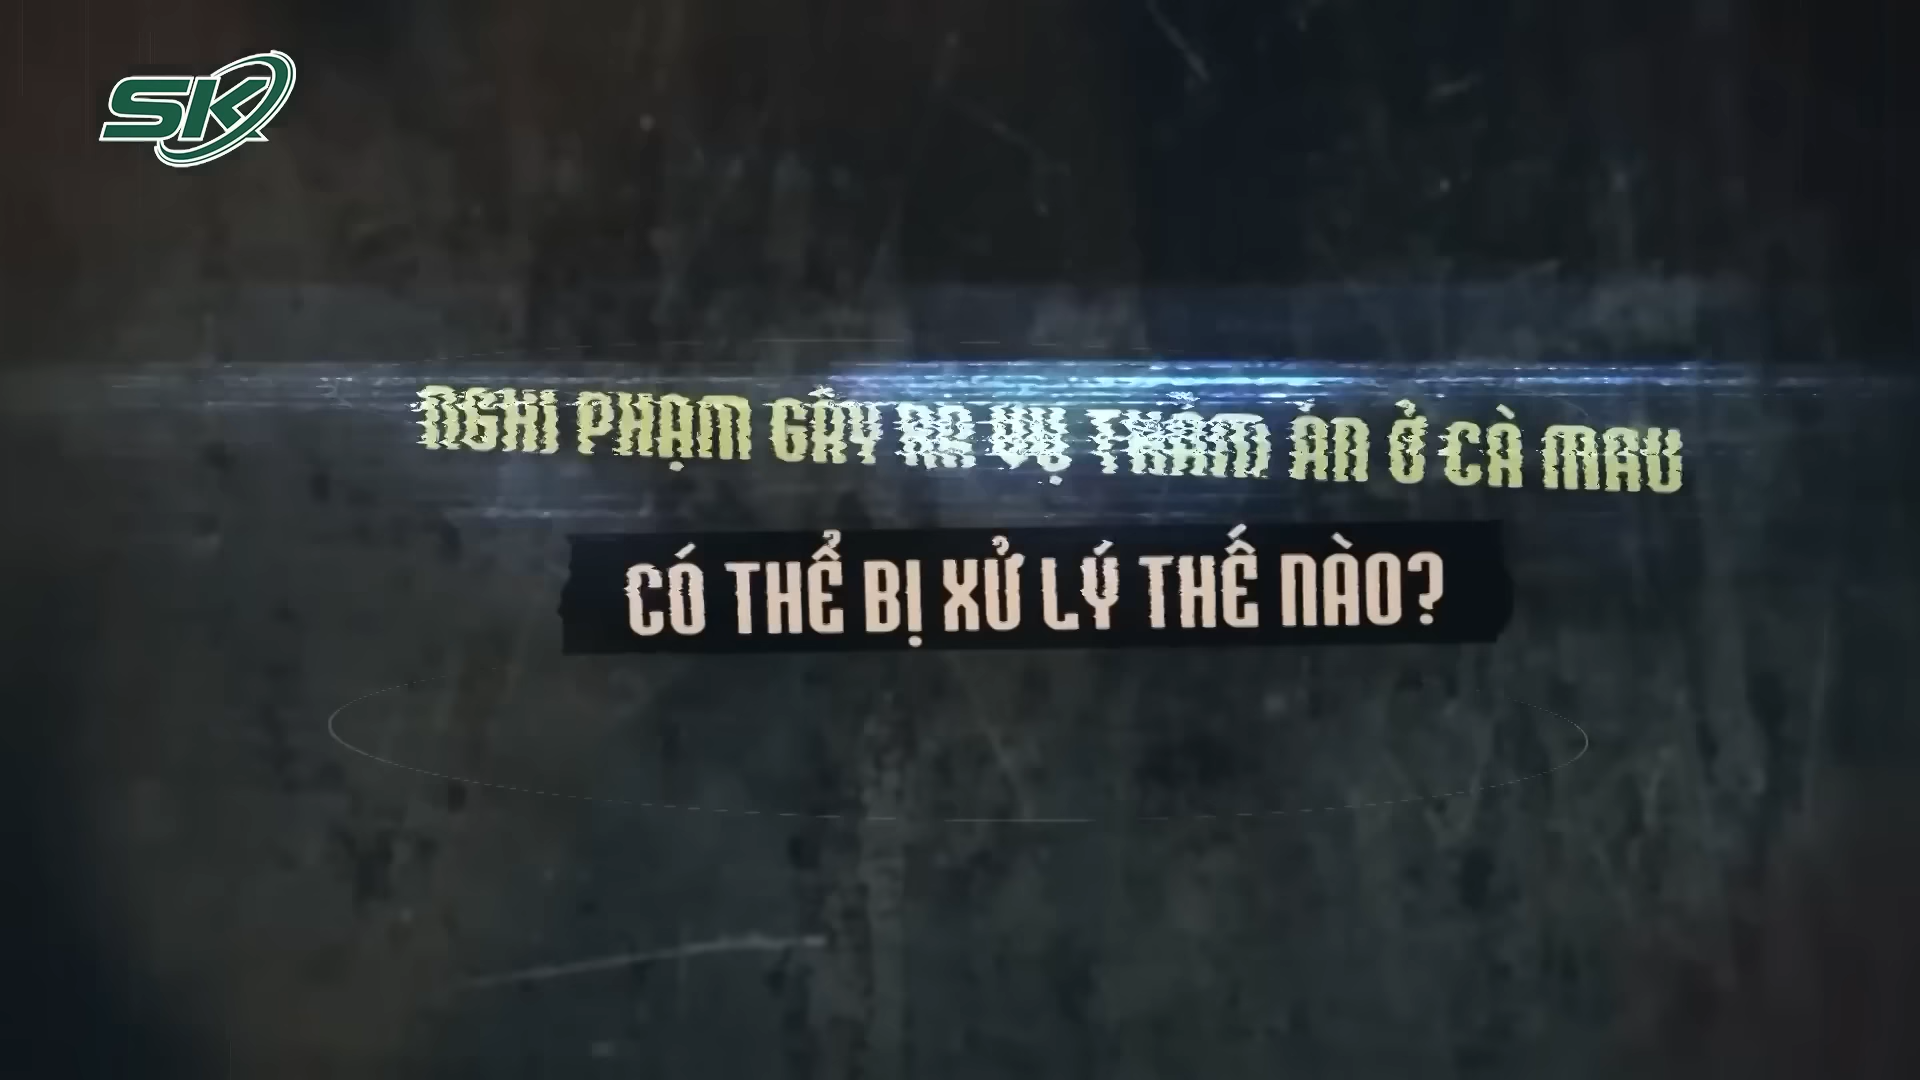 SK
NGHI PHẠM GÂY RA VỤ THẢM ÁN Ở CÀ MAU
CÓ THỂ BỊ XỬ LÝ THẾ NÀO?